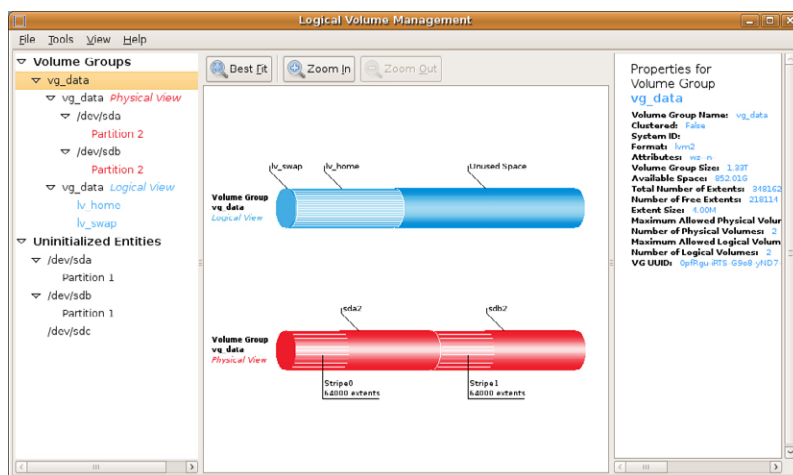 Logical Volume Management
File Tools View Help
Volume Groups
vg_data
vg_data Physical View
/dev/sda
Partition 2
/dev/sdb
Partition 2
vg_data Logical View
lv_home
lv_swap
Uninitialized Entities
/dev/sda
Partition 1
/dev/sdb
Partition 1
/dev/sdc
Best Fit
Zoom In
Zoom Out
lv_swap
lv_home
Unused Space
Volume Group
vg_data
Logical View
sda2
sdb2
Volume Group
vg_data
Physical View
Stripe0
64000 extents
Stripe1
64000 extents
Properties for
Volume Group
vg_data
Volume Group Name: vg_data
Clustered: False
System ID:
Format: lvm2
Attributes: wz--n
Volume Group Size: 1.33T
Available Space: 852.01G
Total Number of Extents: 348162
Number of Free Extents: 218114
Extent Size: 4.00M
Maximum Allowed Physical Volum
Number of Physical Volumes: 2
Maximum Allowed Logical Volum
Number of Logical Volumes: 2
VG UUID: